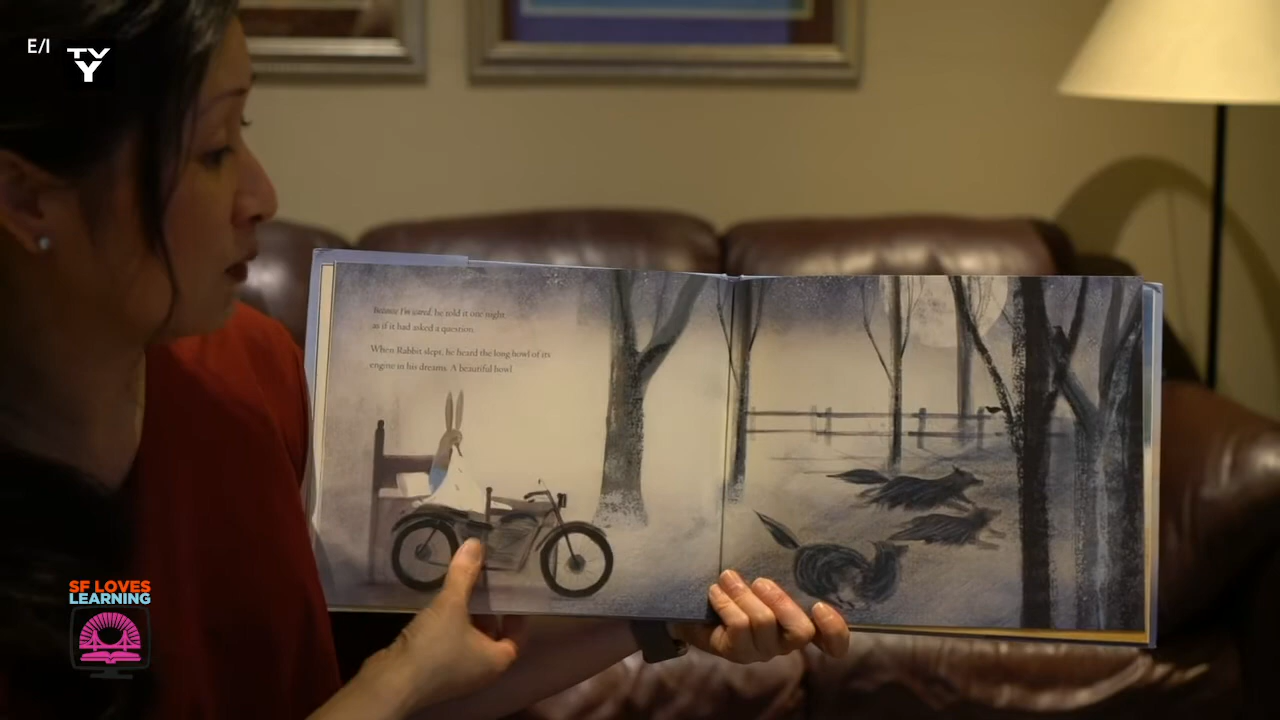 E/I
TV
Y
because I'm scared, he told it one night,
as if it had asked a question.
When Rabbit slept, he heard the long howl of its
engine in his dreams. A beautiful howl
SF LOVES
LEARNING